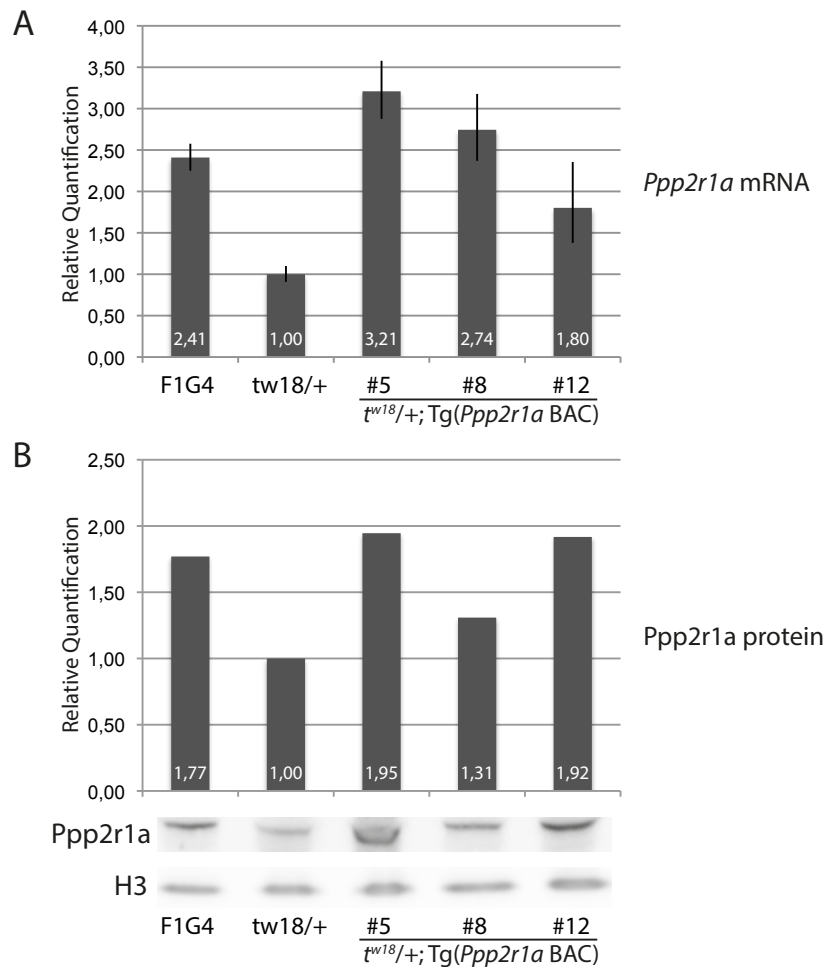 A
4,00
3,50
3,00
2,50
2,00
1,50
1,00
0,50
0,00
Relative Quantification
2,41
1,00
3,21
2,74
1,80
Ppp2r1a mRNA
F1G4 tw18/+ #5 #8 #12
tw18/+; Tg(Ppp2r1a BAC)
B
2,50
2,00
1,50
1,00
0,50
0,00
Relative Quantification
1,77
1,00
1,95
1,31
1,92
Ppp2r1a protein
Ppp2r1a
H3
F1G4 tw18/+ #5 #8 #12
tw18/+; Tg(Ppp2r1a BAC)